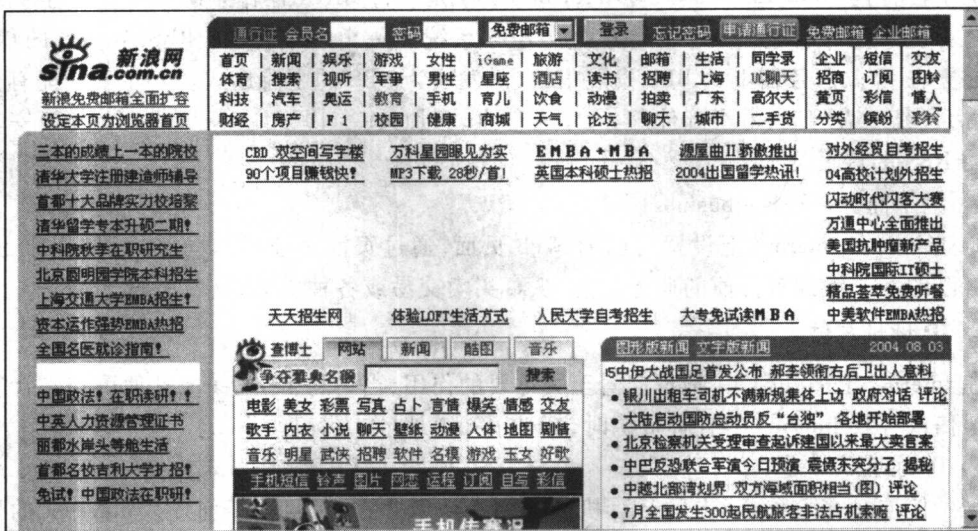 通行证 会员名 密码 免费邮箱 登录 忘记密码 申请通行证 免费邮箱 企业邮箱
新浪网
sina.com.cn
新浪免费邮箱全面扩容
设定本页为浏览器首页
首页 | 新闻 | 娱乐 | 游戏 | 女性 | iGame | 旅游 | 文化 | 邮箱 | 生活 | 同学录 企业 短信 交友
体育 | 搜索 | 视听 | 军事 | 男性 | 星座 | 酒店 | 读书 | 招聘 | 上海 | UC聊天 招商 订阅 图铃
科技 | 汽车 | 奥运 | 教育 | 手机 | 育儿 | 饮食 | 动漫 | 拍卖 | 广东 | 高尔夫 黄页 彩信 情人
财经 | 房产 | F 1 | 校园 | 健康 | 商城 | 天气 | 论坛 | 聊天 | 城市 | 二手货 分类 缤纷 彩铃
三本的成绩上一本的院校
清华大学注册建造师辅导
首都十大品牌实力校招聚
清华留学专本升硕二期!
中科院秋季在职研究生
北京圆明园学院本科招生
上海交通大学EMBA招生!
资本运作强势EMBA热招
全国名医就诊指南!
中国政法! 在职读研!!
中英人力资源管理证书
丽都水岸头等舱生活
首都名校吉利大学扩招!
免试! 中国政法在职研!
CBD 双空间写字楼 万科星园眼见为实 EMBA+MBA 源屋曲II骄傲推出 对外经贸自考招生
90个项目赚钱快! MP3下载 28秒/首! 英国本科硕士热招 2004出国留学热讯! 04高校计划外招生
闪动时代闪客大赛
万通中心全面推出
美国抗肿瘤新产品
中科院国际IT硕士
精品荟萃免费听餐
天天招生网 体验LOFT生活方式 人民大学自考招生 大专免试读MBA 中美软件EMBA热招
查博士 网站 新闻 酷图 音乐
争夺雅典名额 搜索
电影 美女 彩票 写真 占卜 言情 爆笑 情感 交友
歌手 内衣 小说 聊天 壁纸 动漫 人体 地图 剧情
音乐 明星 武侠 招聘 软件 名模 游戏 玉女 好歌
手机短信 铃声 图片 网恋 运程 订阅 自写 彩信
图形版新闻 文字版新闻 2004.08.03
15中伊大战国足首发公布 郝李领衔右后卫出人意料
• 银川出租车司机不满新规集体上访 政府对话 评论
• 大陆启动国防总动员反“台独” 各地开始部署
• 北京检察机关受理审查起诉建国以来最大卖官案
• 中巴反恐联合军演今日预演 震慑东突分子 揭秘
• 中越北部湾划界 双方海域面积相当(图) 评论
• 7月全国发生300起民航旅客非法占机索赔 评论